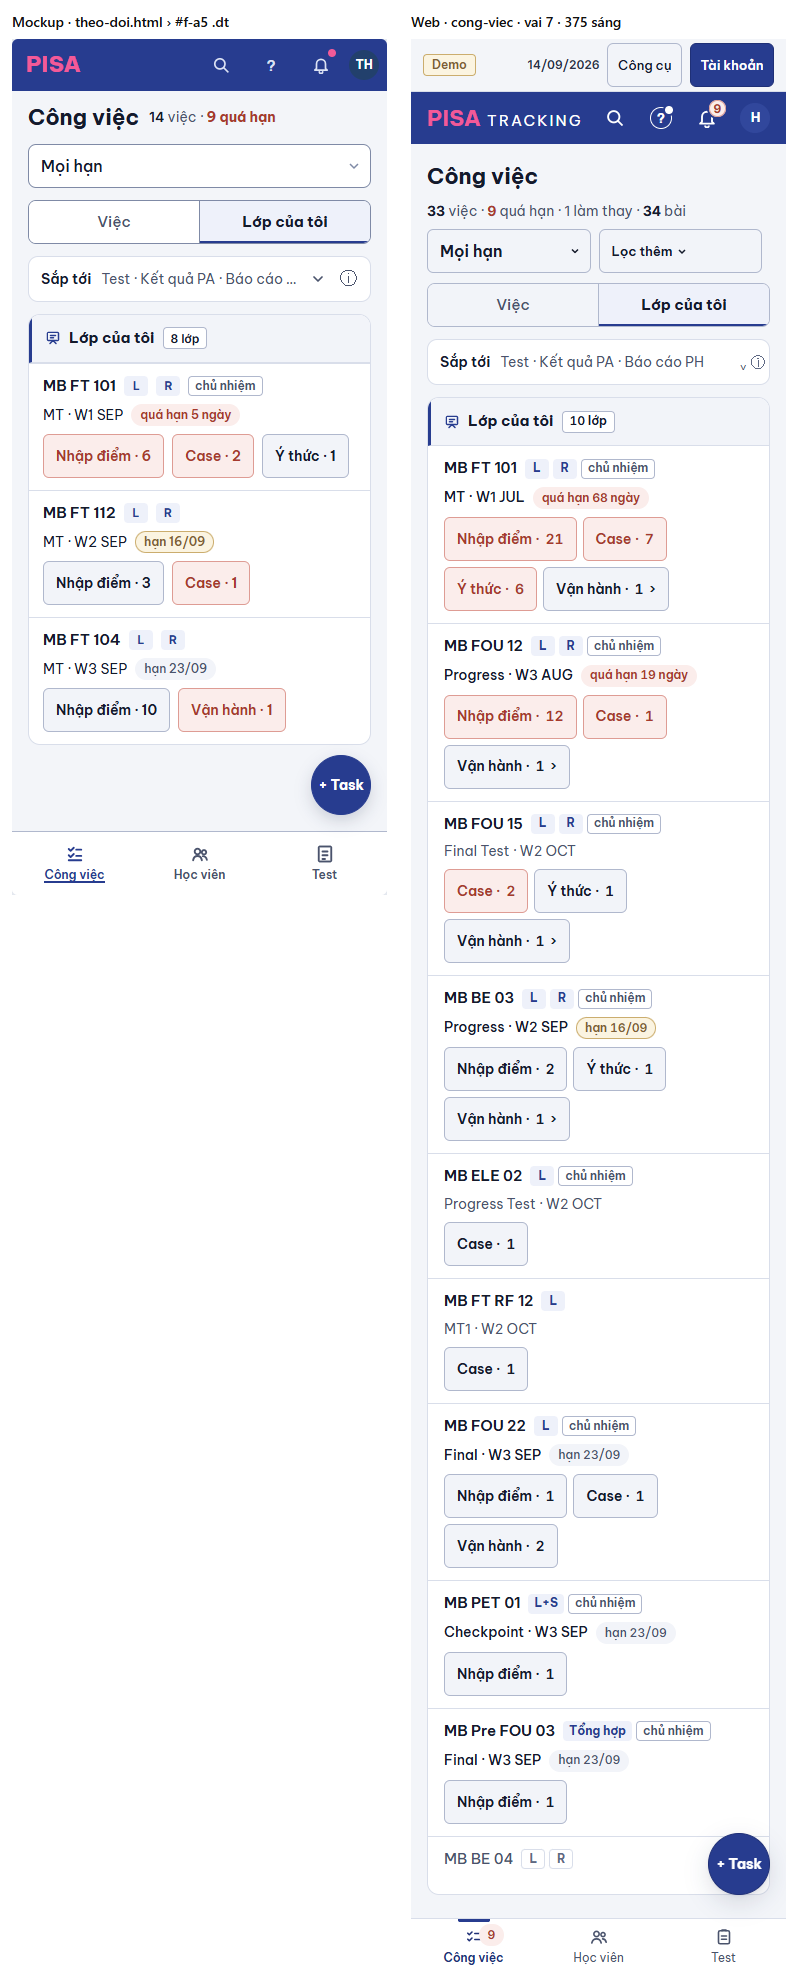 Mockup · theo-doi.html › #f-a5 .dt
PISA
?
TH
Công việc 14 việc · 9 quá hạn
Mọi hạn
Việc
Lớp của tôi
Sắp tới Test · Kết quả PA · Báo cáo ...
Lớp của tôi 8 lớp
MB FT 101 L R chủ nhiệm
MT · W1 SEP quá hạn 5 ngày
Nhập điểm · 6 Case · 2 Ý thức · 1
MB FT 112 L R
MT · W2 SEP hạn 16/09
Nhập điểm · 3 Case · 1
MB FT 104 L R
MT · W3 SEP hạn 23/09
Nhập điểm · 10 Vận hành · 1
+ Task
Công việc
Học viên
Test
Web · cong-viec · vai 7 · 375 sáng
Demo 14/09/2026 Công cụ Tài khoản
PISA TRACKING ? 9 H
Công việc
33 việc · 9 quá hạn · 1 làm thay · 34 bài
Mọi hạn
Lọc thêm
Việc
Lớp của tôi
Sắp tới Test · Kết quả PA · Báo cáo PH
Lớp của tôi 10 lớp
MB FT 101 L R chủ nhiệm
MT · W1 JUL quá hạn 68 ngày
Nhập điểm · 21 Case · 7
Ý thức · 6 Vận hành · 1 ›
MB FOU 12 L R chủ nhiệm
Progress · W3 AUG quá hạn 19 ngày
Nhập điểm · 12 Case · 1
Vận hành · 1 ›
MB FOU 15 L R chủ nhiệm
Final Test · W2 OCT
Case · 2 Ý thức · 1
Vận hành · 1 ›
MB BE 03 L R chủ nhiệm
Progress · W2 SEP hạn 16/09
Nhập điểm · 2 Ý thức · 1
Vận hành · 1 ›
MB ELE 02 L chủ nhiệm
Progress Test · W2 OCT
Case · 1
MB FT RF 12 L
MT1 · W2 OCT
Case · 1
MB FOU 22 L chủ nhiệm
Final · W3 SEP hạn 23/09
Nhập điểm · 1 Case · 1
Vận hành · 2
MB PET 01 L+S chủ nhiệm
Checkpoint · W3 SEP hạn 23/09
Nhập điểm · 1
MB Pre FOU 03 Tổng hợp chủ nhiệm
Final · W3 SEP hạn 23/09
Nhập điểm · 1
MB BE 04 L R
+ Task
9
Công việc
Học viên
Test